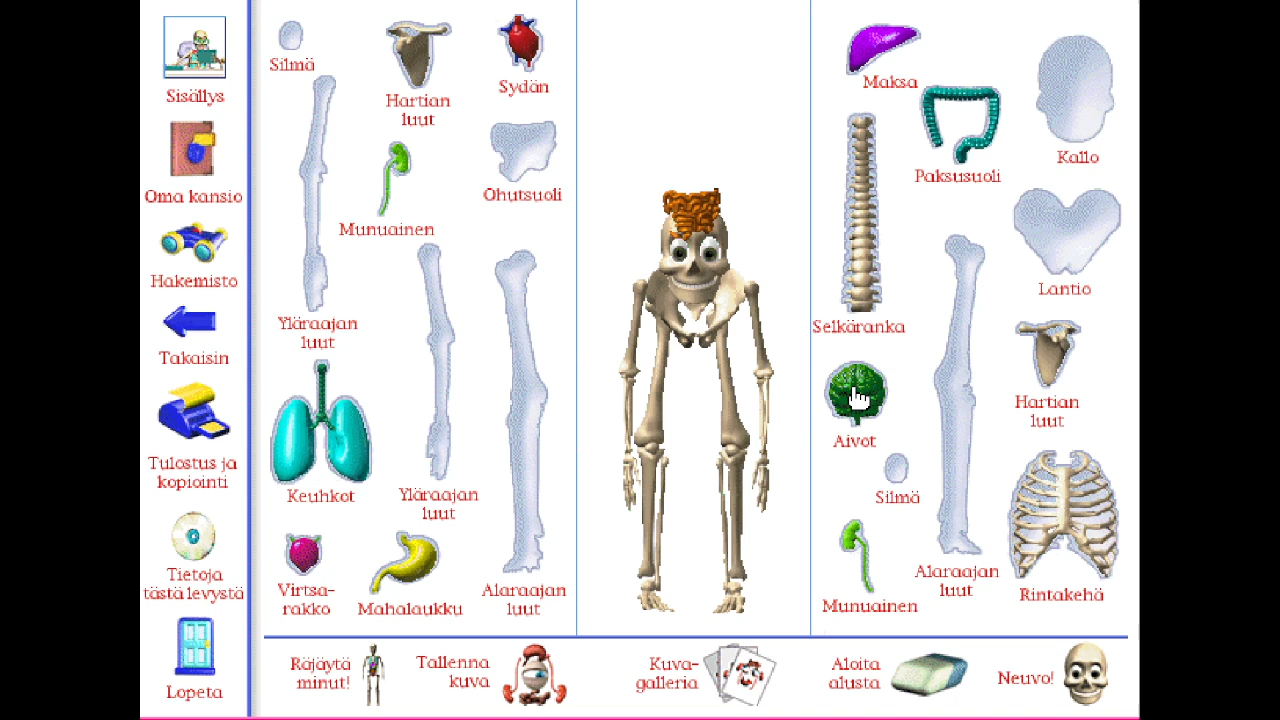 Sisällys
Oma kansio
Hakemisto
Takaisin
Tulostus ja
kopiointi
Tietoja
tästä levystä
Lopeta
Silmä
Hartian
luut
Sydän
Ohutsuoli
Munuainen
Yläraajan
luut
Keuhkot
Yläraajan
luut
Virtsa-
rakko
Mahalaukku
Alaraajan
luut
Maksa
Paksusuoli
Kallo
Lantio
Selkäranka
Hartian
luut
Aivot
Silmä
Munuainen
Alaraajan
luut
Rintakehä
Räjäytä
minut!
Tallenna
kuva
Kuva-
galleria
Aloita
alusta
Neuvo!